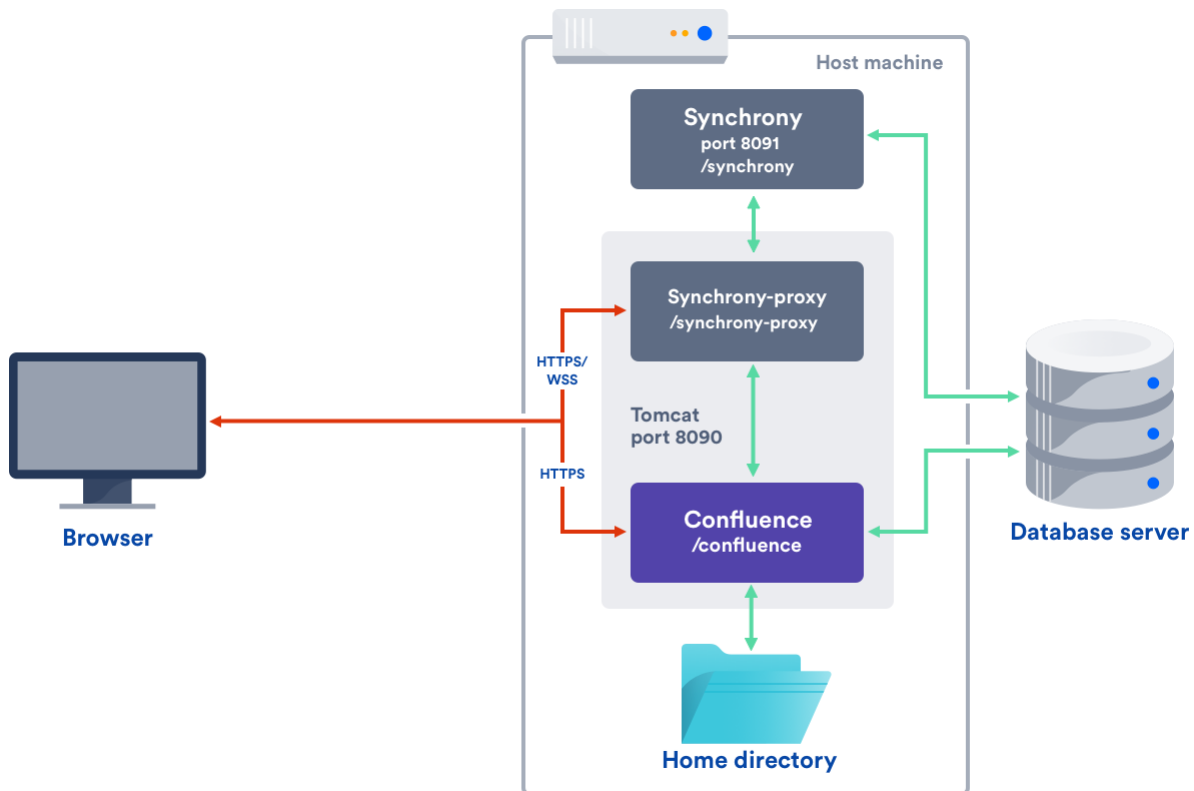 Host machine
Synchrony
port 8091
/synchrony
Synchrony-proxy
/synchrony-proxy
HTTPS/
WSS
Tomcat
port 8090
HTTPS
Confluence
/confluence
Browser
Database server
Home directory